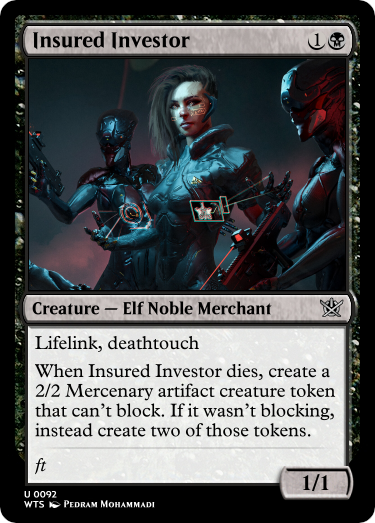 Insured Investor 1
Creature — Elf Noble Merchant
Lifelink, deathtouch
When Insured Investor dies, create a
2/2 Mercenary artifact creature token
that can't block. If it wasn't blocking,
instead create two of those tokens.
ft
1/1
U 0092
WTS Pedram Mohammadi